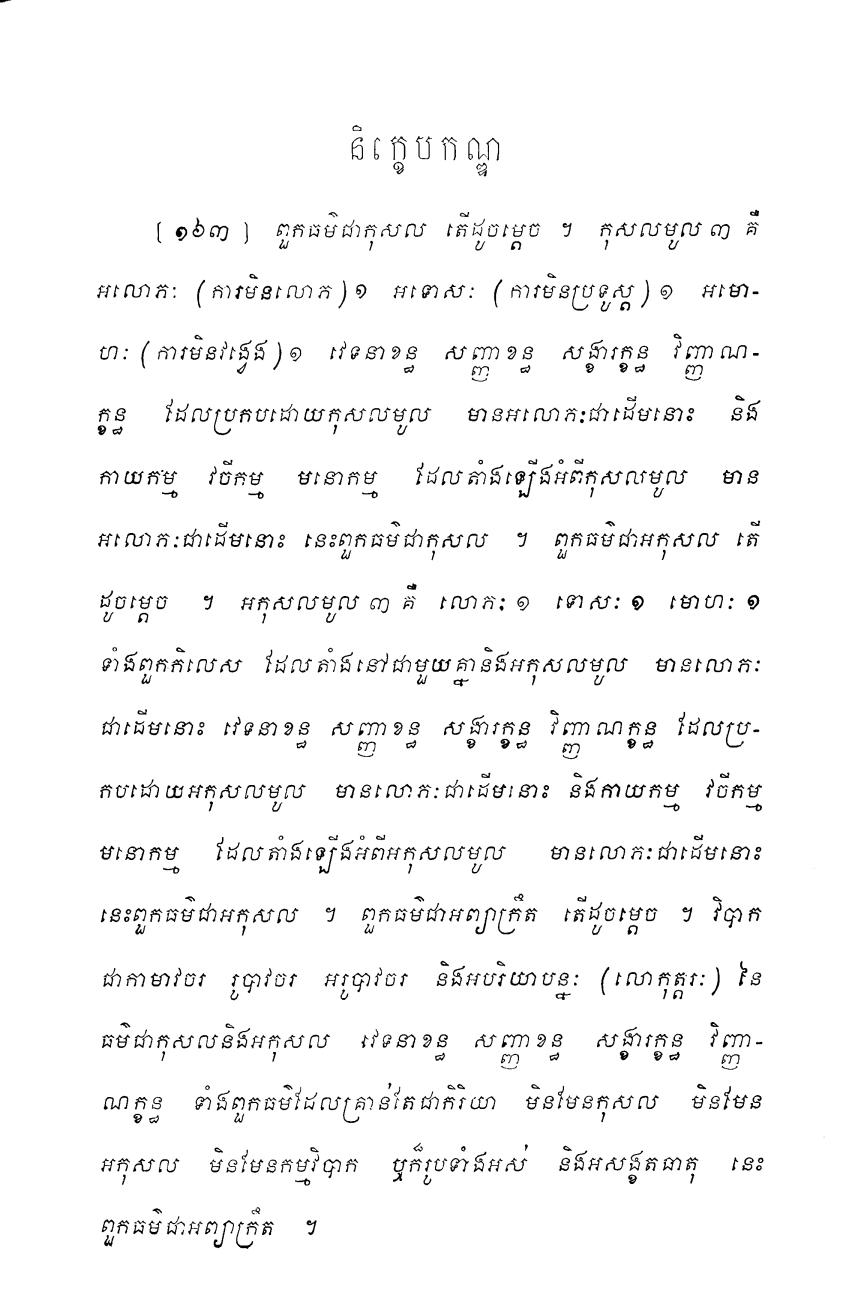 និក្ខេបកណ្ឌ
[១៦៣] ពួកធម៌ជាកុសល តើដូចម្តេច ។ កុសលមូល ៣ គឺ
អលោភៈ (ការមិនលោភ) ១ អទោសៈ (ការមិនប្រទូស្ត) ១ អមោ-
ហៈ (ការមិនវង្វេង) ១ វេទនាខន្ធ សញ្ញាខន្ធ សង្ខារក្ខន្ធ វិញ្ញាណ-
ក្ខន្ធ ដែលប្រកបដោយកុសលមូល មានអលោភៈជាដើមនោះ និង
កាយកម្ម វចីកម្ម មនោកម្ម ដែលតាំងឡើងអំពីកុសលមូល មាន
អលោភៈជាដើមនោះ នេះពួកធម៌ជាកុសល ។ ពួកធម៌ជាអកុសល តើ
ដូចម្តេច ។ អកុសលមូល ៣ គឺ លោភៈ ១ ទោសៈ ១ មោហៈ ១
ទាំងពួកកិលេស ដែលតាំងនៅជាមួយគ្នានិងអកុសលមូល មានលោភៈ
ជាដើមនោះ វេទនាខន្ធ សញ្ញាខន្ធ សង្ខារក្ខន្ធ វិញ្ញាណក្ខន្ធ ដែលប្រ-
កបដោយអកុសលមូល មានលោភៈជាដើមនោះ និងកាយកម្ម វចីកម្ម
មនោកម្ម ដែលតាំងឡើងអំពីអកុសលមូល មានលោភៈជាដើមនោះ
នេះពួកធម៌ជាអកុសល ។ ពួកធម៌ជាអព្យាក្រឹត តើដូចម្តេច ។ វិបាក
ជាកាមាវចរ រូបាវចរ អរូបាវចរ និងអបរិយាបន្នៈ (លោកុត្តរៈ) នៃ
ធម៌ជាកុសលនិងអកុសល វេទនាខន្ធ សញ្ញាខន្ធ សង្ខារក្ខន្ធ វិញ្ញា-
ណក្ខន្ធ ទាំងពួកធម៌ដែលគ្រាន់តែជាកិរិយា មិនមែនកុសល មិនមែន
អកុសល មិនមែនកម្មវិបាក ឬក៏រូបទាំងអស់ និងអសង្ខតធាតុ នេះ
ពួកធម៌ជាអព្យាក្រឹត ។